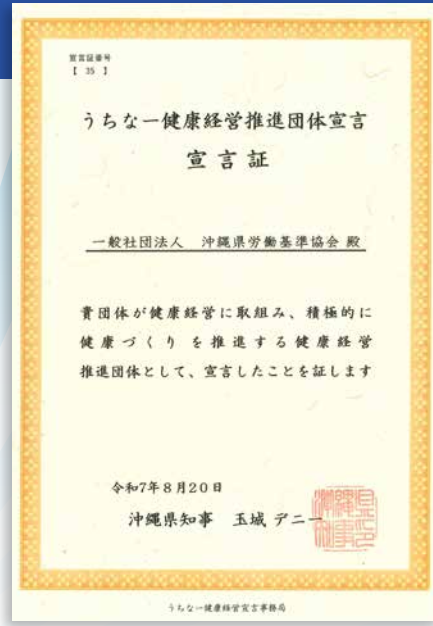 宣言証番号
【 35 】
うちなー健康経営推進団体宣言
宣言証
一般社団法人 沖縄県労働基準協会 殿
貴団体が健康経営に取組み、積極的に
健康づくり を 推進する 健康経営
推進団体として、宣言したことを証します
令和7年8月20日
沖縄県知事 玉城 デニー
うちなー健康経営宣言事務局